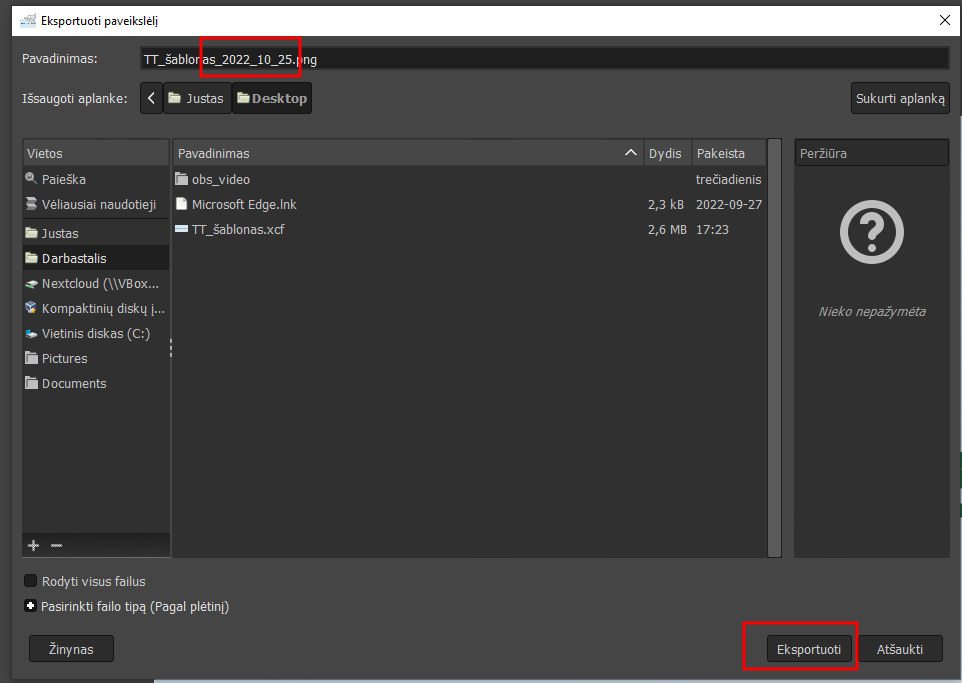 Eksportuoti paveikslėlį
Pavadinimas: TT_šablonas_2022_10_25.png
Išsaugoti aplanke: Justas Desktop Sukurti aplanką
Vietos
Paieška
Vėliausiai naudotieji
Justas
Darbastalis
Nextcloud (\\VBox...
Kompaktinių diskų į...
Vietinis diskas (C:)
Pictures
Documents
Pavadinimas Dydis Pakeista
obs_video trečiadienis
Microsoft Edge.lnk 2,3 kB 2022-09-27
TT_šablonas.xcf 2,6 MB 17:23
Peržiūra
Nieko nepažymėta
Rodyti visus failus
Pasirinkti failo tipą (Pagal plėtinį)
Žinynas Eksportuoti Atšaukti